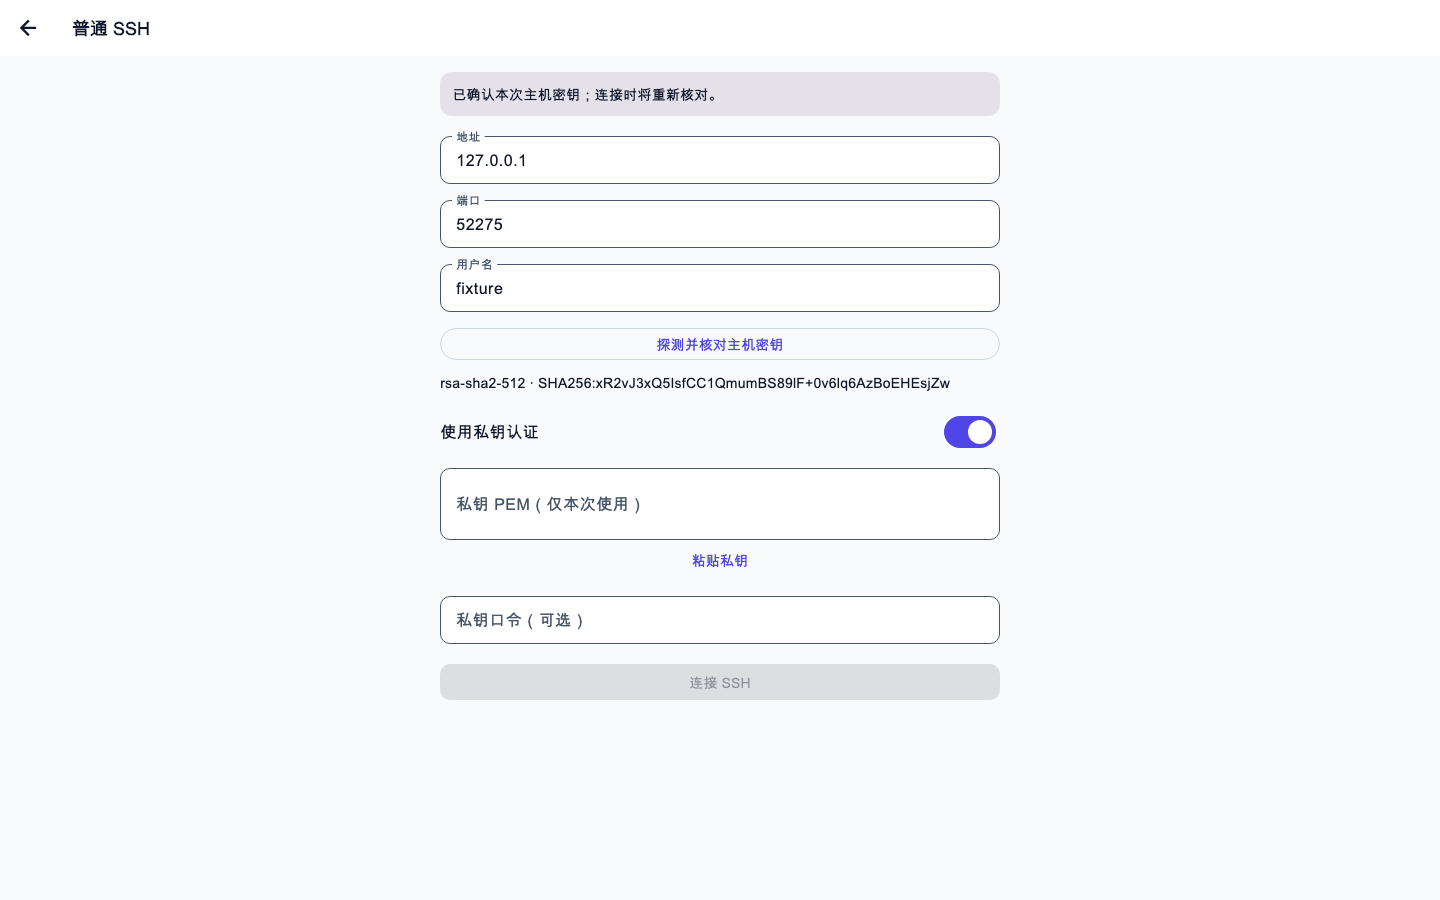 普通 SSH
已确认本次主机密钥；连接时将重新核对。
地址
127.0.0.1
端口
52275
用户名
fixture
探测并核对主机密钥
rsa-sha2-512 · SHA256:xR2vJ3xQ5IsfCC1QmumBS89lF+0v6lq6AzBoEHEsjZw
使用私钥认证
私钥 PEM（仅本次使用）
粘贴私钥
私钥口令（可选）
连接 SSH